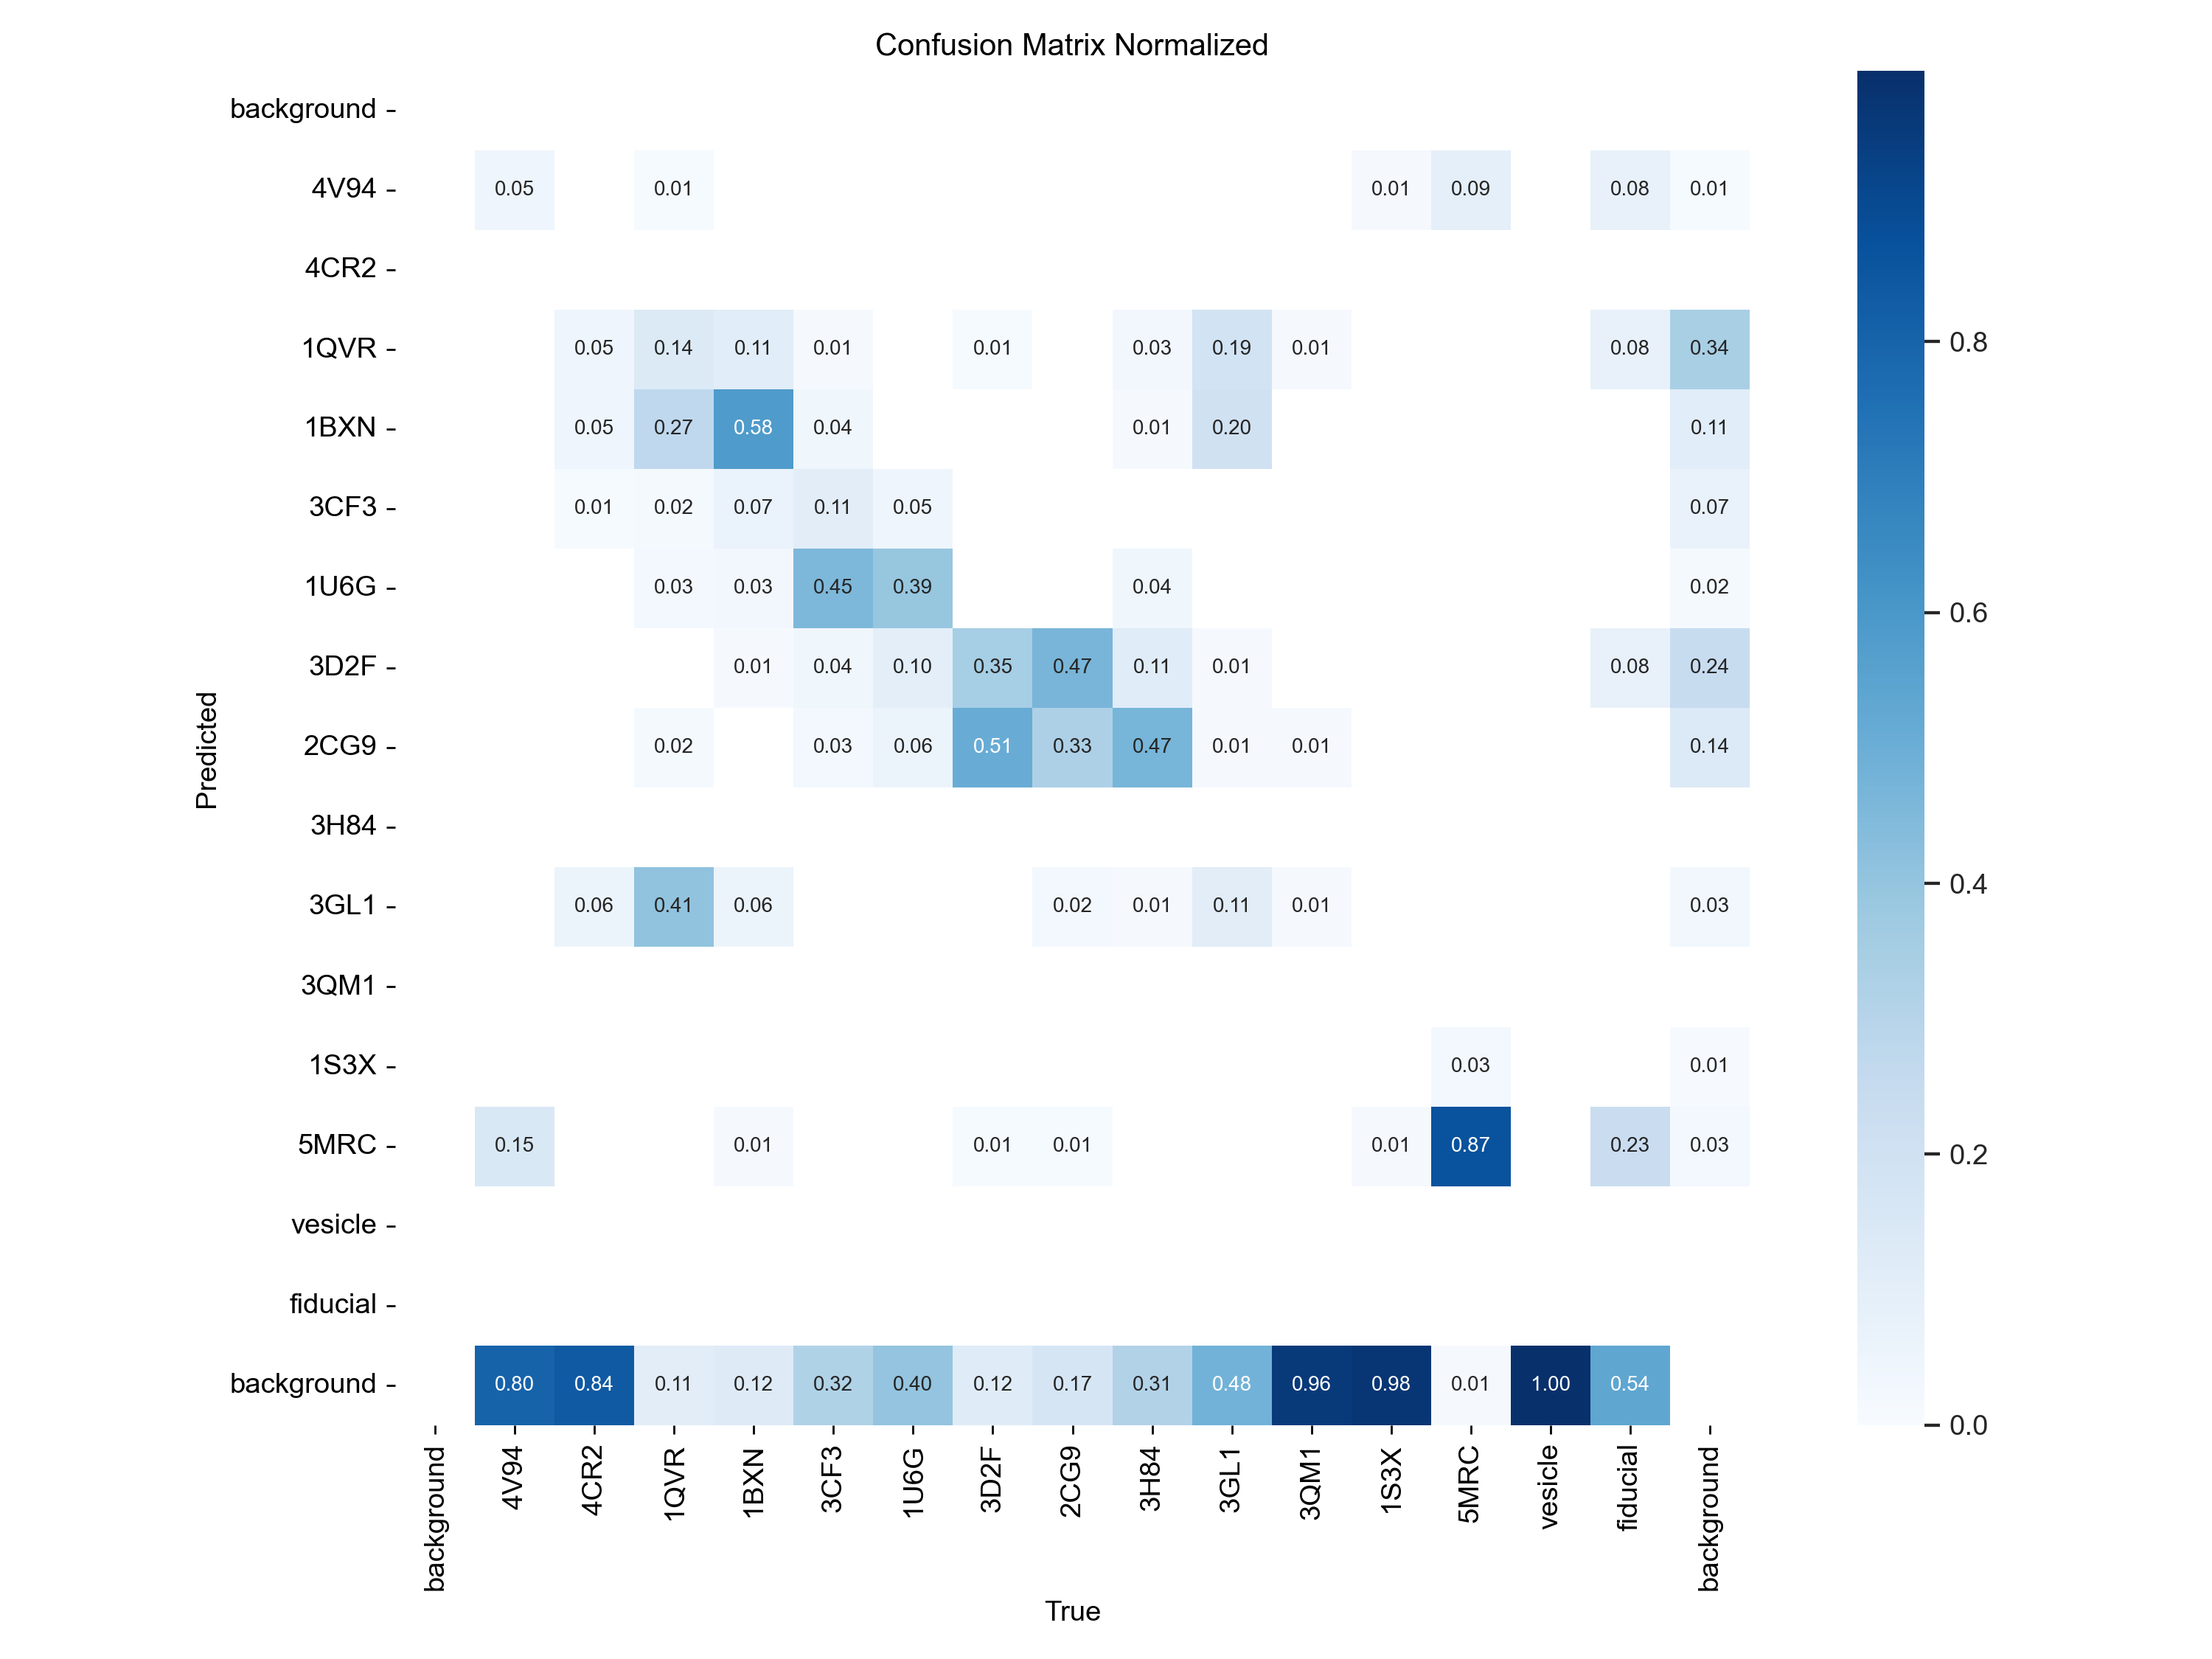 Confusion Matrix Normalized
background
4V94 0.05 0.01 0.01 0.09 0.08 0.01
4CR2
1QVR 0.05 0.14 0.11 0.01 0.01 0.03 0.19 0.01 0.08 0.34
1BXN 0.05 0.27 0.58 0.04 0.01 0.20 0.11
3CF3 0.01 0.02 0.07 0.11 0.05 0.07
1U6G 0.03 0.03 0.45 0.39 0.04 0.02
3D2F 0.01 0.04 0.10 0.35 0.47 0.11 0.01 0.08 0.24
2CG9 0.02 0.03 0.06 0.51 0.33 0.47 0.01 0.01 0.14
3H84
3GL1 0.06 0.41 0.06 0.02 0.01 0.11 0.01 0.03
3QM1
1S3X 0.03 0.01
5MRC 0.15 0.01 0.01 0.01 0.01 0.87 0.23 0.03
vesicle
fiducial
background 0.80 0.84 0.11 0.12 0.32 0.40 0.12 0.17 0.31 0.48 0.96 0.98 0.01 1.00 0.54
Predicted
background 4V94 4CR2 1QVR 1BXN 3CF3 1U6G 3D2F 2CG9 3H84 3GL1 3QM1 1S3X 5MRC vesicle fiducial background
True
0.8
0.6
0.4
0.2
0.0